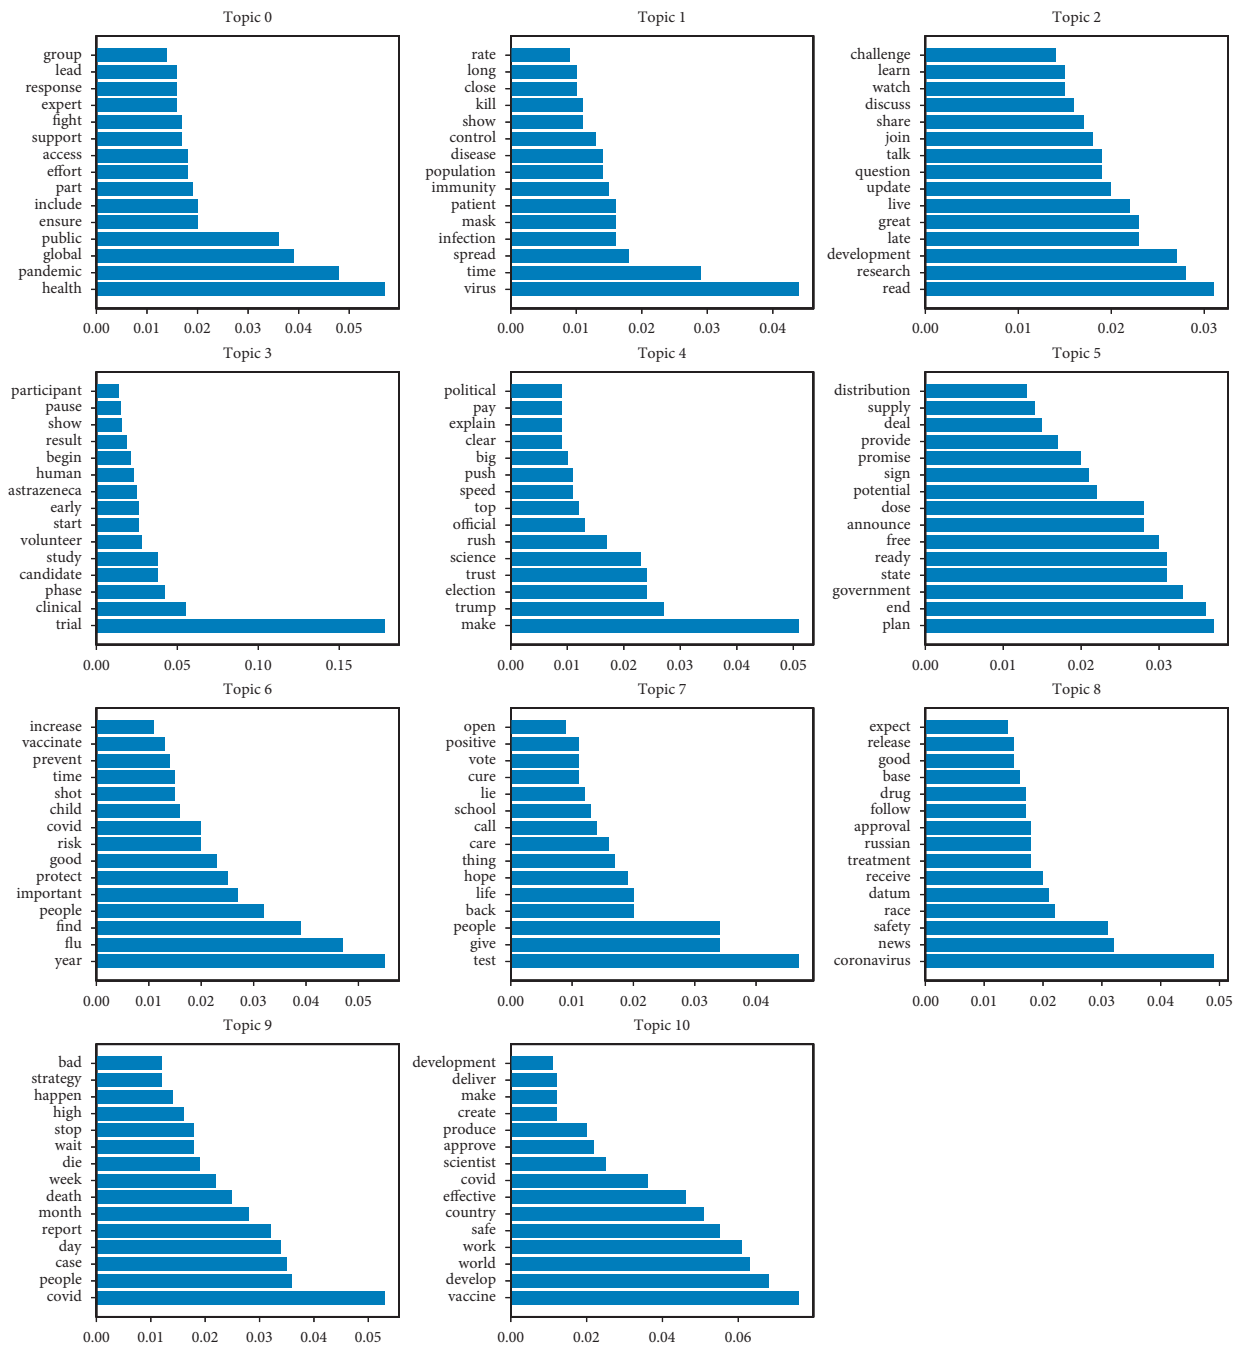 Topic 0
group
lead
response
expert
fight
support
access
effort
part
include
ensure
public
global
pandemic
health
0.00 0.01 0.02 0.03 0.04 0.05
Topic 1
rate
long
close
kill
show
control
disease
population
immunity
patient
mask
infection
spread
time
virus
0.00 0.01 0.02 0.03 0.04
Topic 2
challenge
learn
watch
discuss
share
join
talk
question
update
live
great
late
development
research
read
0.00 0.01 0.02 0.03
Topic 3
participant
pause
show
result
begin
human
astrazeneca
early
start
volunteer
study
candidate
phase
clinical
trial
0.00 0.05 0.10 0.15
Topic 4
political
pay
explain
clear
big
push
speed
top
official
rush
science
trust
election
trump
make
0.00 0.01 0.02 0.03 0.04 0.05
Topic 5
distribution
supply
deal
provide
promise
sign
potential
dose
announce
free
ready
state
government
end
plan
0.00 0.01 0.02 0.03
Topic 6
increase
vaccinate
prevent
time
shot
child
covid
risk
good
protect
important
people
find
flu
year
0.00 0.01 0.02 0.03 0.04 0.05
Topic 7
open
positive
vote
cure
lie
school
call
care
thing
hope
life
back
people
give
test
0.00 0.01 0.02 0.03 0.04
Topic 8
expect
release
good
base
drug
follow
approval
russian
treatment
receive
datum
race
safety
news
coronavirus
0.00 0.01 0.02 0.03 0.04 0.05
Topic 9
bad
strategy
happen
high
stop
wait
die
week
death
month
report
day
case
people
covid
0.00 0.01 0.02 0.03 0.04 0.05
Topic 10
development
deliver
make
create
produce
approve
scientist
covid
effective
country
safe
work
world
develop
vaccine
0.00 0.02 0.04 0.06